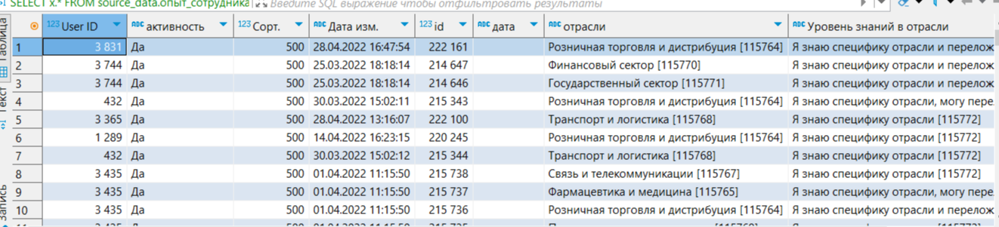 SELECT x.* FROM source_data.опыт_сотрудника Введите SQL выражение чтобы отфильтровать результаты
123 User ID ABC активность 123 Сорт. ABC Дата изм. 123 id ABC дата ABC отрасли ABC Уровень знаний в отрасли
1 3 831 Да 500 28.04.2022 16:47:54 222 161 Розничная торговля и дистрибуция [115764] Я знаю специфику отрасли и перелож
2 3 744 Да 500 25.03.2022 18:18:14 214 647 Финансовый сектор [115770] Я знаю специфику отрасли и перелож
3 3 744 Да 500 25.03.2022 18:18:14 214 646 Государственный сектор [115771] Я знаю специфику отрасли и перелож
4 432 Да 500 30.03.2022 15:02:11 215 343 Розничная торговля и дистрибуция [115764] Я знаю специфику отрасли, могу пере
5 3 365 Да 500 28.04.2022 13:16:07 222 100 Транспорт и логистика [115768] Я знаю специфику отрасли [115772]
6 1 289 Да 500 14.04.2022 16:23:15 220 245 Розничная торговля и дистрибуция [115764] Я знаю специфику отрасли [115772]
7 432 Да 500 30.03.2022 15:02:12 215 344 Транспорт и логистика [115768] Я знаю специфику отрасли [115772]
8 3 435 Да 500 01.04.2022 11:15:50 215 738 Связь и телекоммуникации [115766] Я знаю специфику отрасли [115772]
9 3 435 Да 500 01.04.2022 11:15:50 215 737 Фармацевтика и медицина [115765] Я знаю специфику отрасли, могу пере
10 3 435 Да 500 01.04.2022 11:15:50 215 736 Розничная торговля и дистрибуция [115764] Я знаю специфику отрасли и перелож
Таблица
Текст
Запись